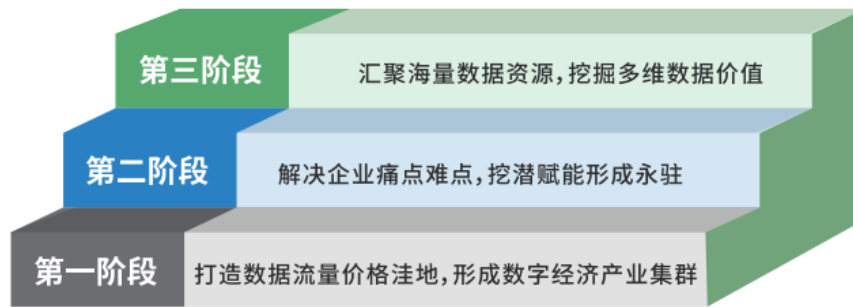 第三阶段
汇聚海量数据资源,挖掘多维数据价值
第二阶段
解决企业痛点难点,挖潜赋能形成永驻
第一阶段
打造数据流量价格洼地,形成数字经济产业集群